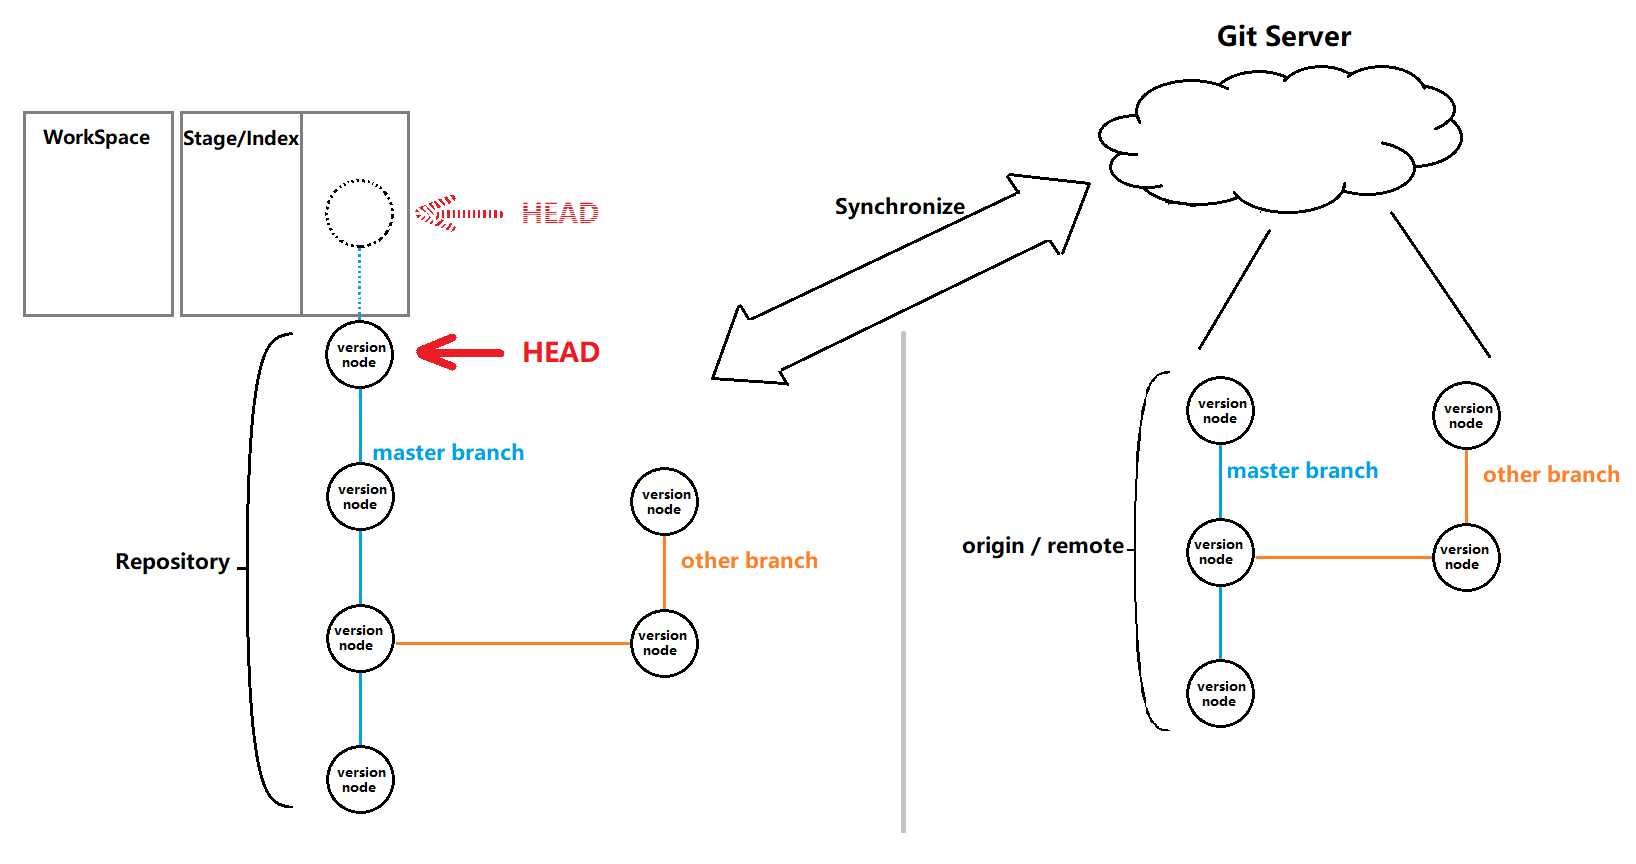 Git Server
WorkSpace
Stage/Index
HEAD
Synchronize
version
node
HEAD
master branch
version
node
version
node
other branch
Repository
version
node
version
node
version
node
version
node
version
node
master branch
other branch
origin / remote
version
node
version
node
version
node